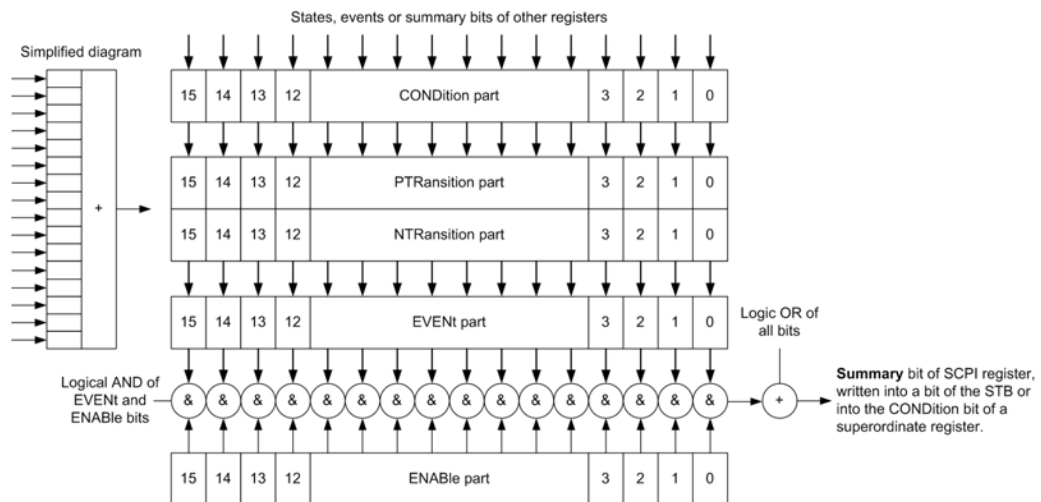 States, events or summary bits of other registers
Simplified diagram
15 14 13 12 CONDition part 3 2 1 0
15 14 13 12 PTRansition part 3 2 1 0
+
15 14 13 12 NTRansition part 3 2 1 0
15 14 13 12 EVENt part 3 2 1 0
Logic OR of
all bits
Logical AND of
EVENt and
ENABle bits
& & & & & & & & & & & & & & & &
+
Summary bit of SCPI register,
written into a bit of the STB or
into the CONDition bit of a
superordinate register.
15 14 13 12 ENABle part 3 2 1 0